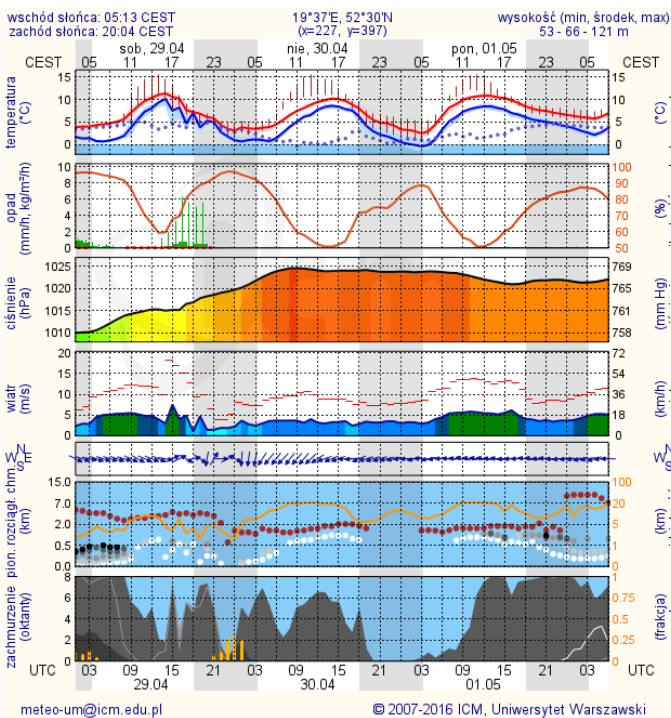 wschód słońca: 05:13 CEST 19°37'E, 52°30'N wysokość (min, środek, max)
zachód słońca: 20:04 CEST (x=227, y=397) 53 - 66 - 121 m
sob, 29.04 nie, 30.04 pon, 01.05
CEST 05 11 17 23 05 11 17 23 05 11 17 23 05 CEST
temperatura
(°C)
15 15
10 10
5 5
0 0
(°C)
opad
(mm/h, kg/m²/h)
10 100
8 90
6 80
4 70
2 60
0 50
(%)
ciśnienie
(hPa)
1025 769
1020 765
1015 761
1010 758
(mm Hg)
wiatr
(m/s)
20 72
15 54
10 36
5 18
0 0
(km/h)
N
W E
S
N
W
S
pion. rozciągł. chm.
(km)
15.0 100
7.0 20
2.0 5
0.5 1
0.0 0
(km)
zachmurzenie
(oktanty)
8 1
6 0.75
4 0.5
2 0.25
0 0
(frakcja)
UTC 03 09 15 21 03 09 15 21 03 09 15 21 03 UTC
29.04 30.04 01.05
meteo-um@icm.edu.pl © 2007-2016 ICM, Uniwersytet Warszawski